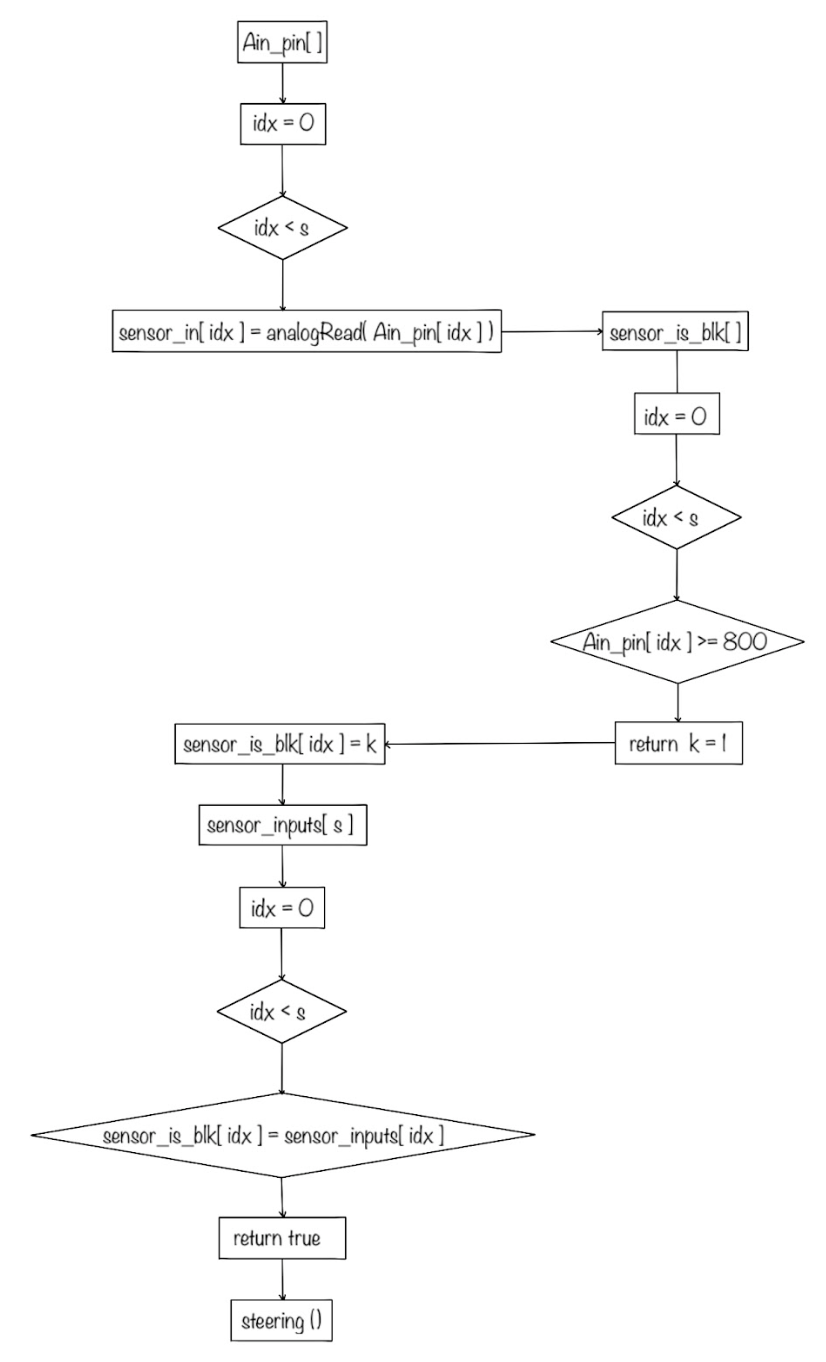 Ain_pin[ ]
idx = 0
idx < s
sensor_in[ idx ] = analogRead( Ain_pin[ idx ] )
sensor_is_blk[ ]
idx = 0
idx < s
Ain_pin[ idx ] >= 800
return k = 1
sensor_is_blk[ idx ] = k
sensor_inputs[ s ]
idx = 0
idx < s
sensor_is_blk[ idx ] = sensor_inputs[ idx ]
return true
steering ()